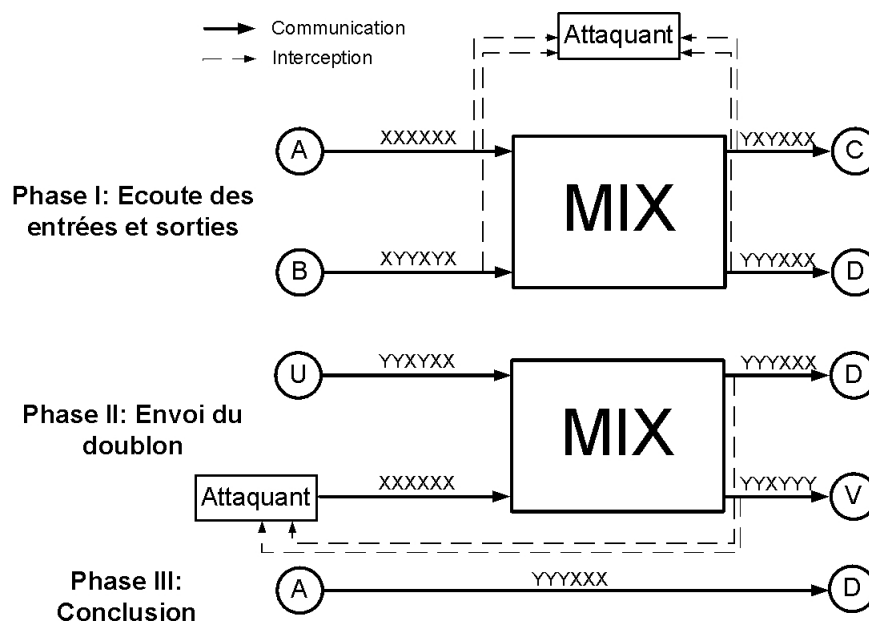 Communication
Interception
Attaquant
A
XXXXXX
MIX
YXYXXX
C
Phase I: Ecoute des
entrées et sorties
B
XYYXYX
YYYXXX
D
U
YYXYXX
MIX
YYYXXX
D
Phase II: Envoi du
doublon
Attaquant
XXXXXX
YYXYYY
V
Phase III:
Conclusion
A
YYYXXX
D